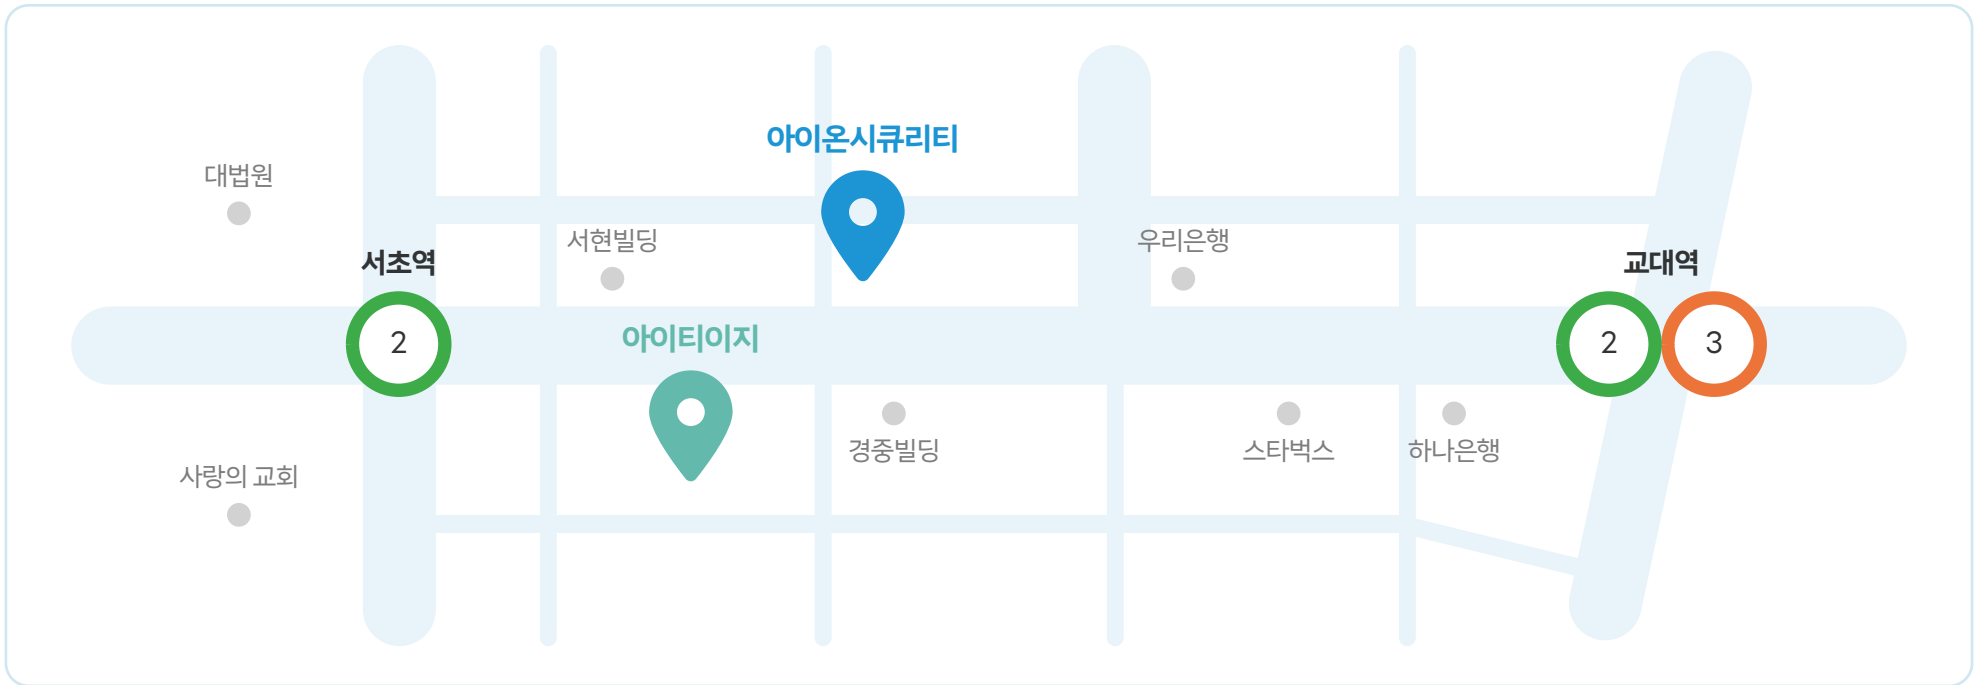 아이온시큐리티
대법원
서현빌딩
우리은행
서초역
교대역
2
아이티이지
2
3
경중빌딩
스타벅스
하나은행
사랑의 교회